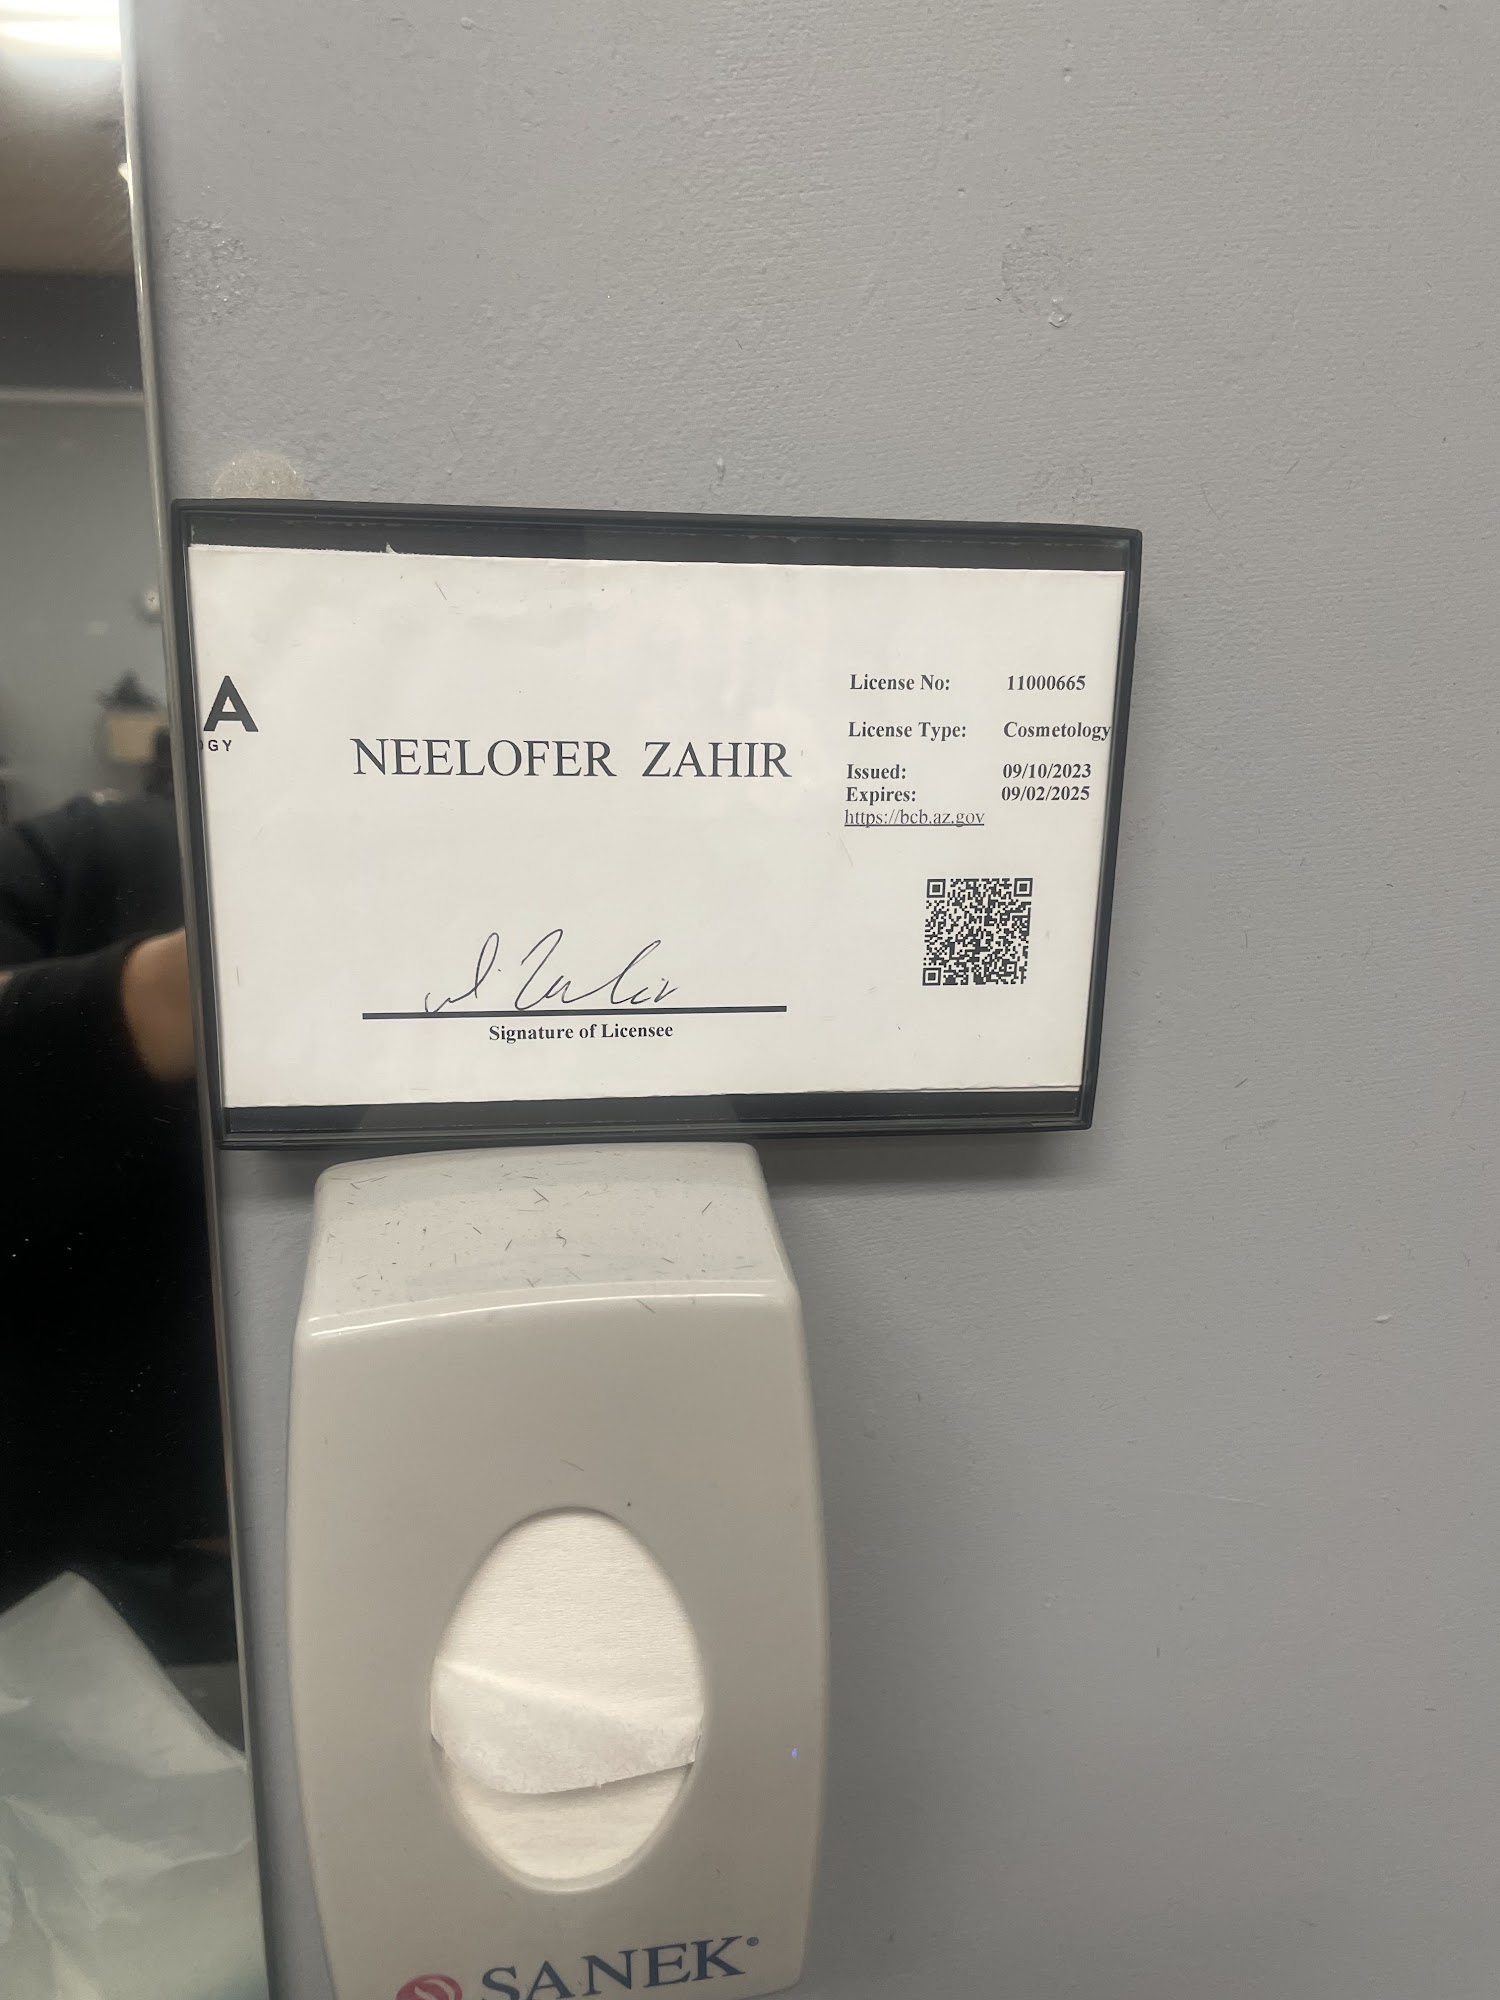 A
OGY
NEELOFER ZAHIR
License No: 11000665
License Type: Cosmetology
Issued: 09/10/2023
Expires: 09/02/2025
https://bcb.az.gov
Signature of Licensee
SANEK®